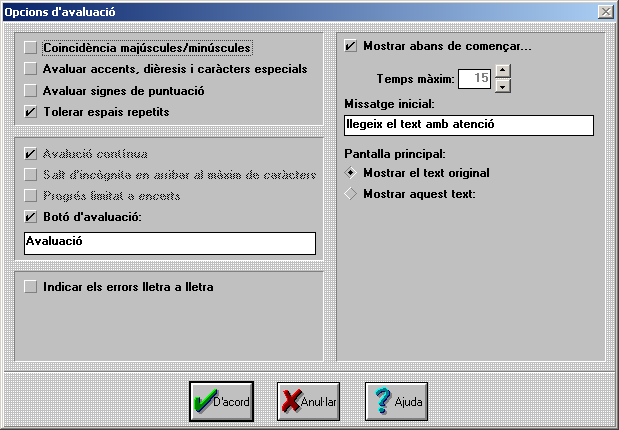 Opcions d'avaluació
Coincidència majúscules/minúscules
Avaluar accents, dièresis i caràcters especials
Avaluar signes de puntuació
Tolerar espais repetits
Avalució contínua
Salt d'incògnita en arribar al màxim de caràcters
Progrés limitat a encerts
Botó d'avaluació:
Avaluació
Indicar els errors lletra a lletra
Mostrar abans de començar...
Temps màxim: 15
Missatge inicial:
llegeix el text amb atenció
Pantalla principal:
Mostrar el text original
Mostrar aquest text:
D'acord
Anul·lar
Ajuda